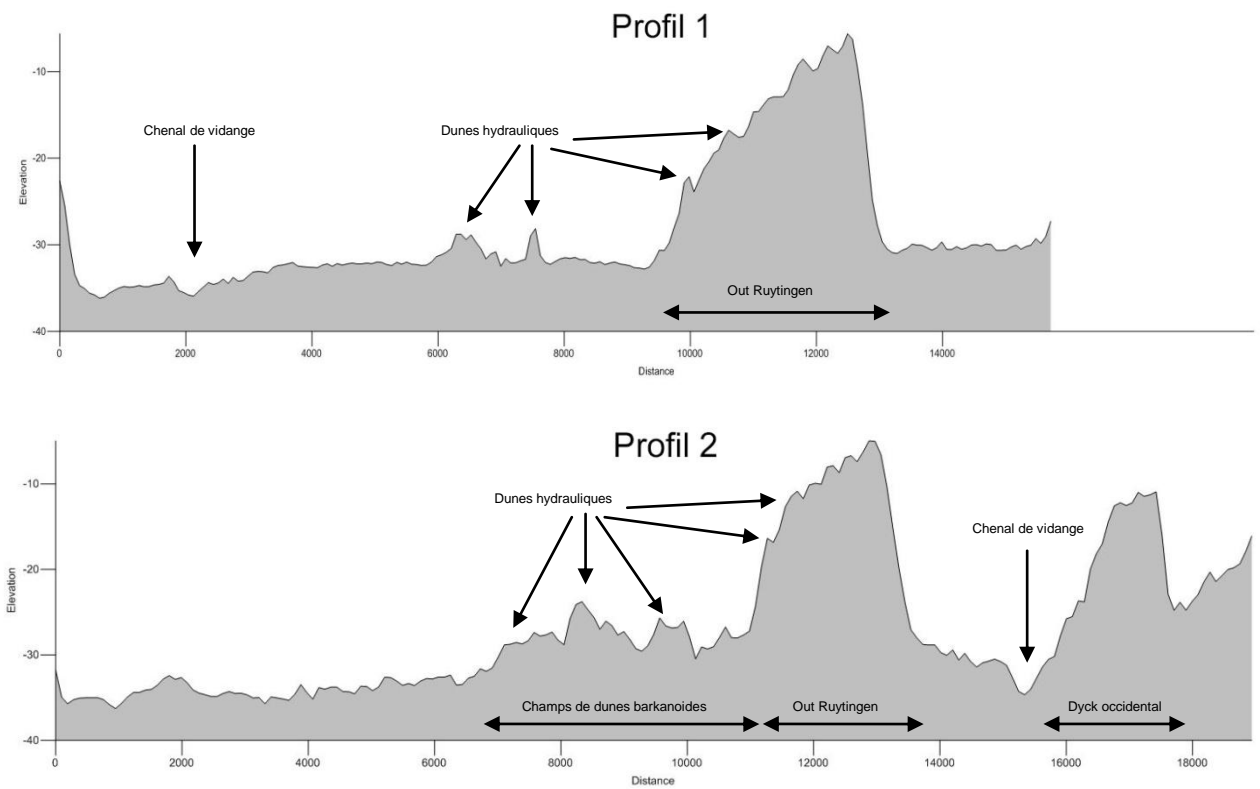 Profil 1
-10
Chenal de vidange
Dunes hydrauliques
-20
Elevation
-30
Out Ruytingen
-40
0 2000 4000 6000 8000 10000 12000 14000
Distance
Profil 2
-10
Dunes hydrauliques
Chenal de vidange
-20
Elevation
-30
Champs de dunes barkanoides Out Ruytingen Dyck occidental
-40
0 2000 4000 6000 8000 10000 12000 14000 16000 18000
Distance